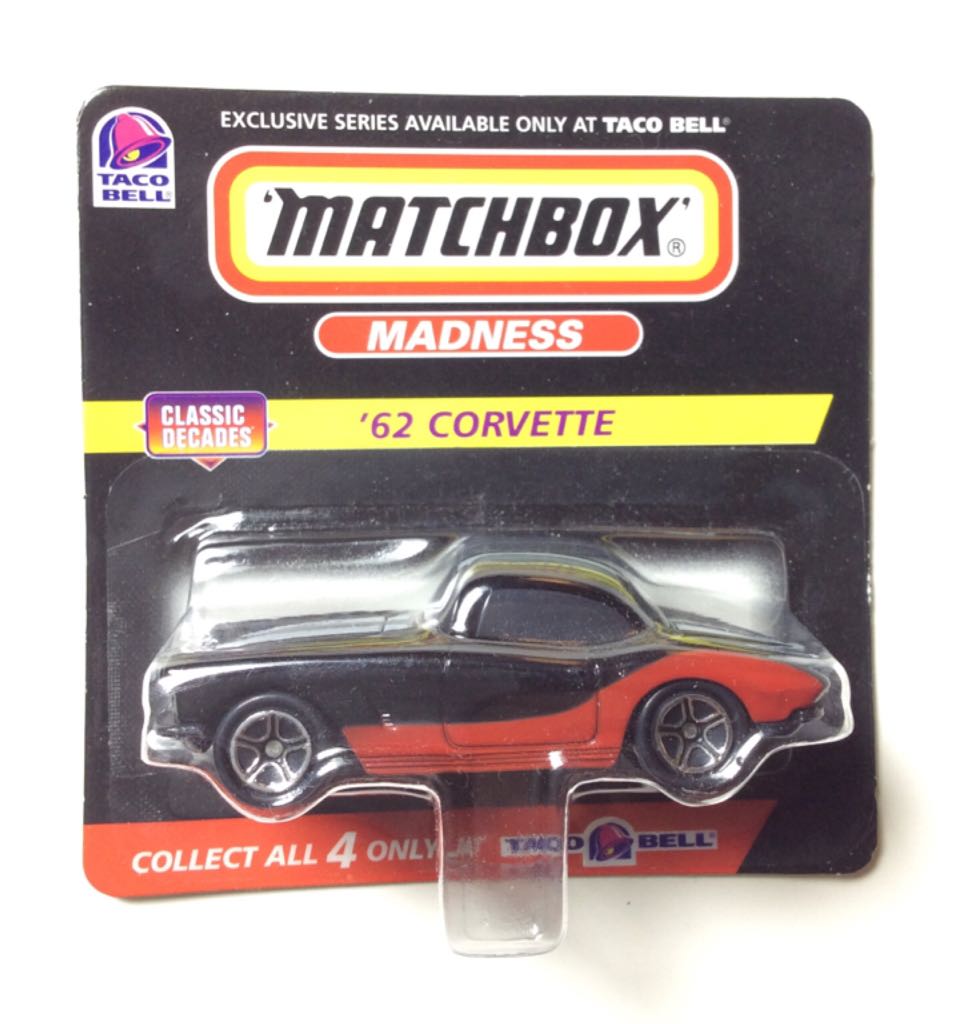 EXCLUSIVE SERIES AVAILABLE ONLY AT TACO BELL®
TACO
BELL®
'MATCHBOX'®
MADNESS
CLASSIC
DECADES™
'62 CORVETTE
COLLECT ALL 4 ONLY AT TACO BELL®